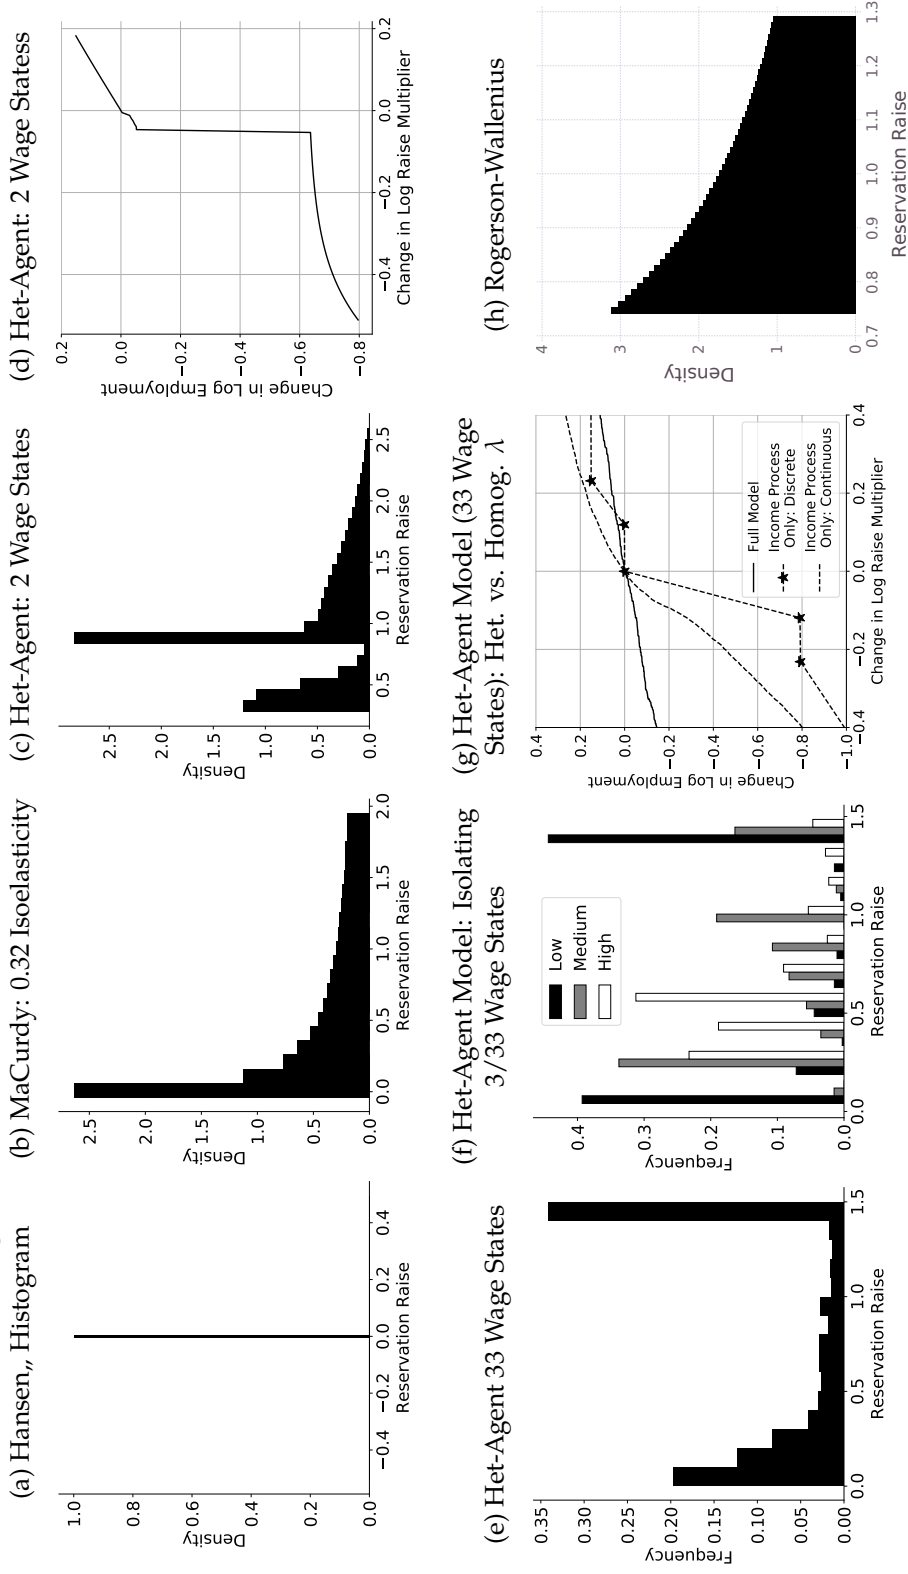 (a) Hansen,, Histogram
1.0
0.8
0.6
0.4
0.2
0.0
Density
−0.4
−0.2
0.0
0.2
0.4
Reservation Raise
(b) MaCurdy: 0.32 Isoelasticity
2.5
2.0
1.5
1.0
0.5
0.0
Density
0.0
0.5
1.0
1.5
2.0
Reservation Raise
(c) Het-Agent: 2 Wage States
2.5
2.0
1.5
1.0
0.5
0.0
Density
0.5
1.0
1.5
2.0
2.5
Reservation Raise
(d) Het-Agent: 2 Wage Statess
0.2
0.0
−0.2
−0.4
−0.6
−0.8
Change in Log Employment
−0.4
−0.2
0.0
0.2
Change in Log Raise Multiplier
(e) Het-Agent 33 Wage States
0.35
0.30
0.25
0.20
0.15
0.10
0.05
0.00
Frequency
0.0
0.5
1.0
1.5
Reservation Raise
(f) Het-Agent Model: Isolating
3/33 Wage States
0.4
0.3
0.2
0.1
0.0
Frequency
Low
Medium
High
0.0
0.5
1.0
1.5
Reservation Raise
(g) Het-Agent Model (33 Wage
States): Het. vs. Homog. λ
0.4
0.2
0.0
−0.2
−0.4
−0.6
−0.8
−1.0
Change in Log Employment
Full Model
Income Process
Only: Discrete
Income Process
Only: Continuous
−0.4
−0.2
0.0
0.2
0.4
Change in Log Raise Multiplier
(h) Rogerson-Wallenius
4
3
2
1
0
Density
0.7
0.8
0.9
1.0
1.1
1.2
1.3
Reservation Raise